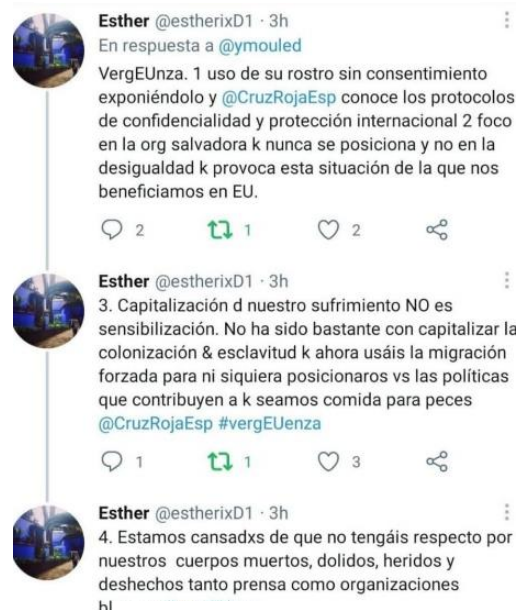 Esther @estherixD1 · 3h
En respuesta a @ymouled
VergEUnza. 1 uso de su rostro sin consentimiento
exponiéndolo y @CruzRojaEsp conoce los protocolos
de confidencialidad y protección internacional 2 foco
en la org salvadora k nunca se posiciona y no en la
desigualdad k provoca esta situación de la que nos
beneficiamos en EU.
2 1 2
Esther @estherixD1 · 3h
3. Capitalización d nuestro sufrimiento NO es
sensibilización. No ha sido bastante con capitalizar la
colonización & esclavitud k ahora usáis la migración
forzada para ni siquiera posicionaros vs las políticas
que contribuyen a k seamos comida para peces
@CruzRojaEsp #vergEUenza
1 1 3
Esther @estherixD1 · 3h
4. Estamos cansadxs de que no tengáis respeto por
nuestros cuerpos muertos, dolidos, heridos y
deshechos tanto prensa como organizaciones